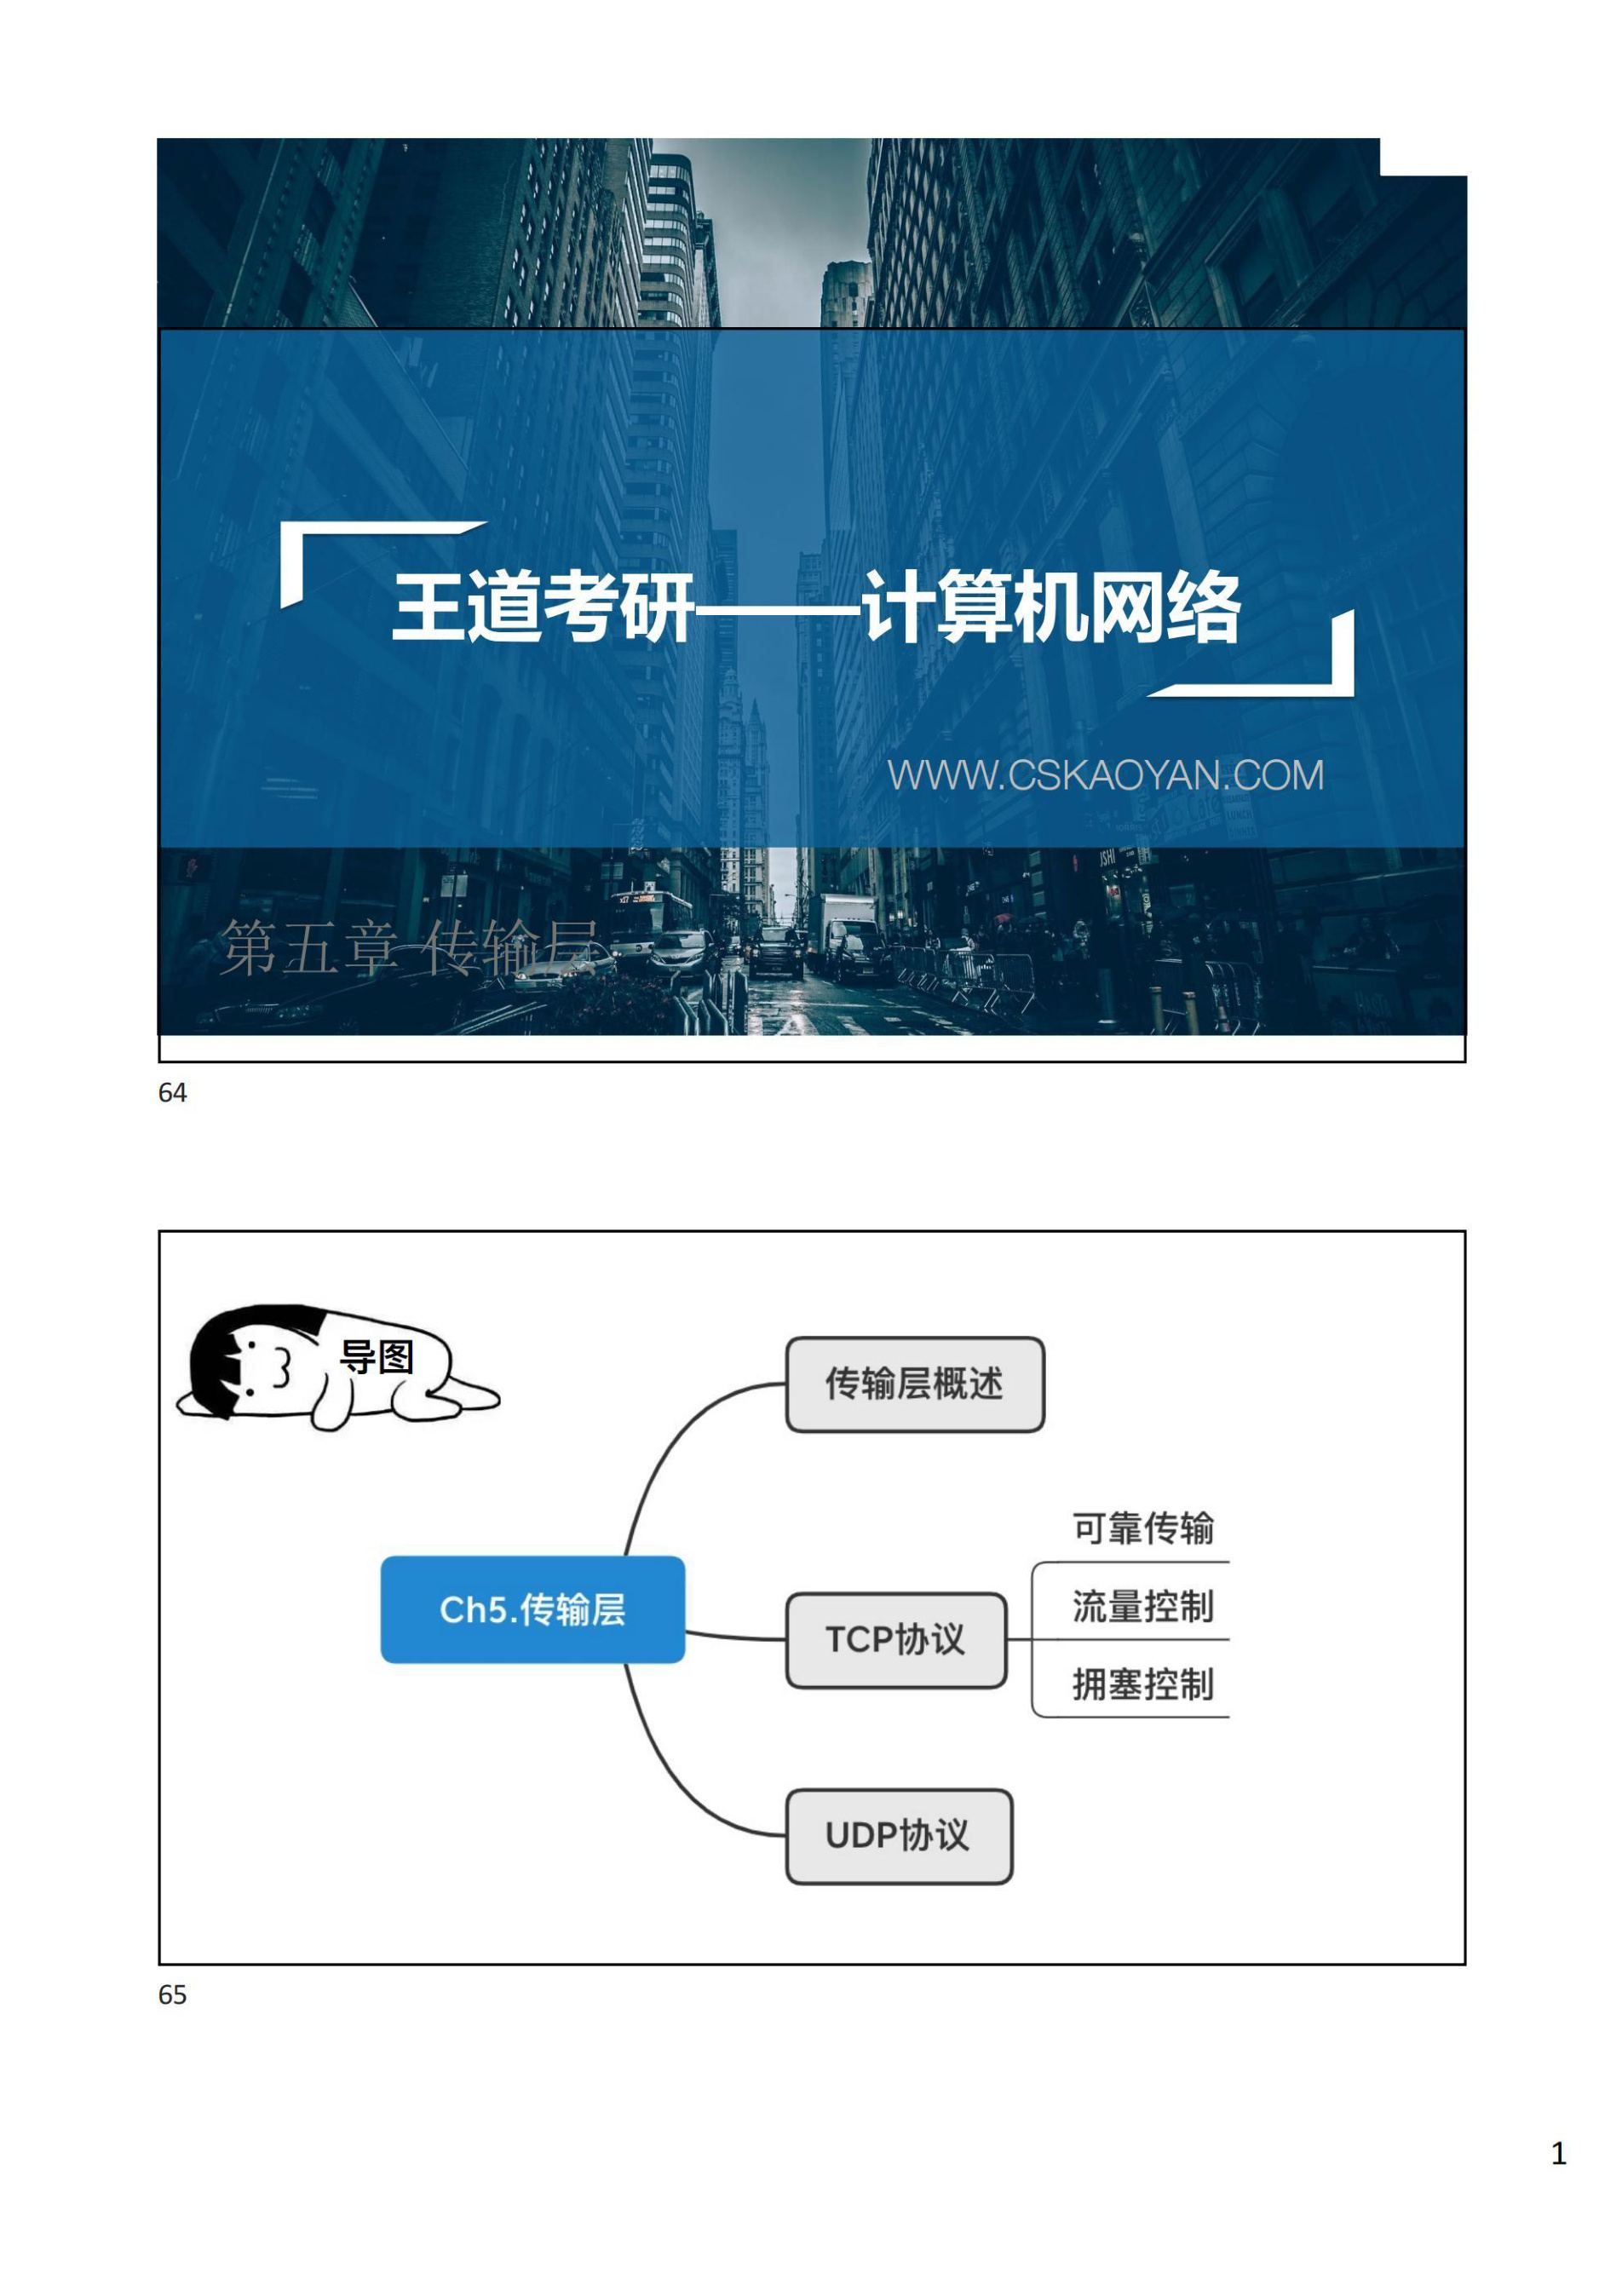 王道考研——计算机网络
WWW.CSKAOYAN.COM
第五章 传输层
64
导图
传输层概述
可靠传输
Ch5.传输层
流量控制
TCP协议
拥塞控制
UDP协议
65
1